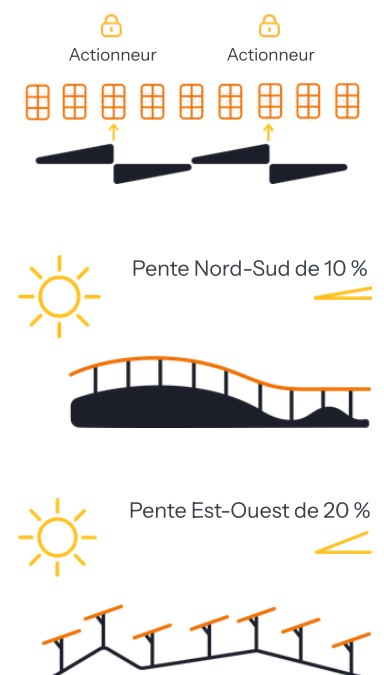 Actionneur Actionneur
Pente Nord-Sud de 10 %
Pente Est-Ouest de 20 %